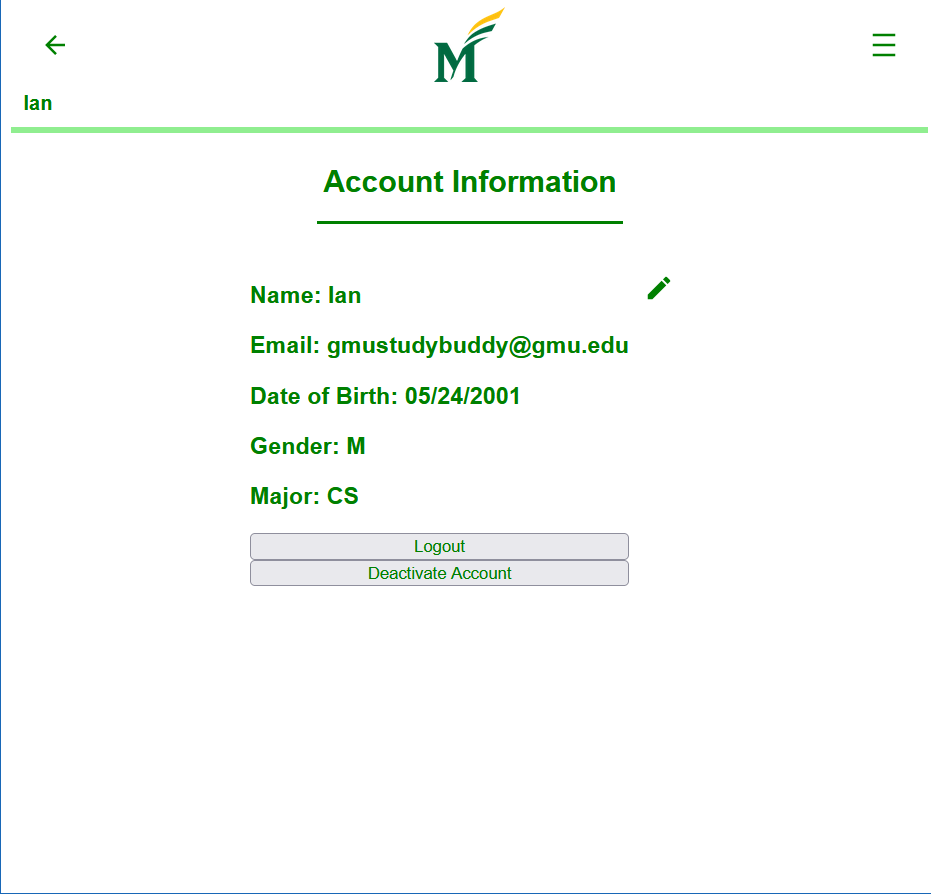 M
Ian
Account Information
Name: Ian
Email: gmustudybuddy@gmu.edu
Date of Birth: 05/24/2001
Gender: M
Major: CS
Logout
Deactivate Account